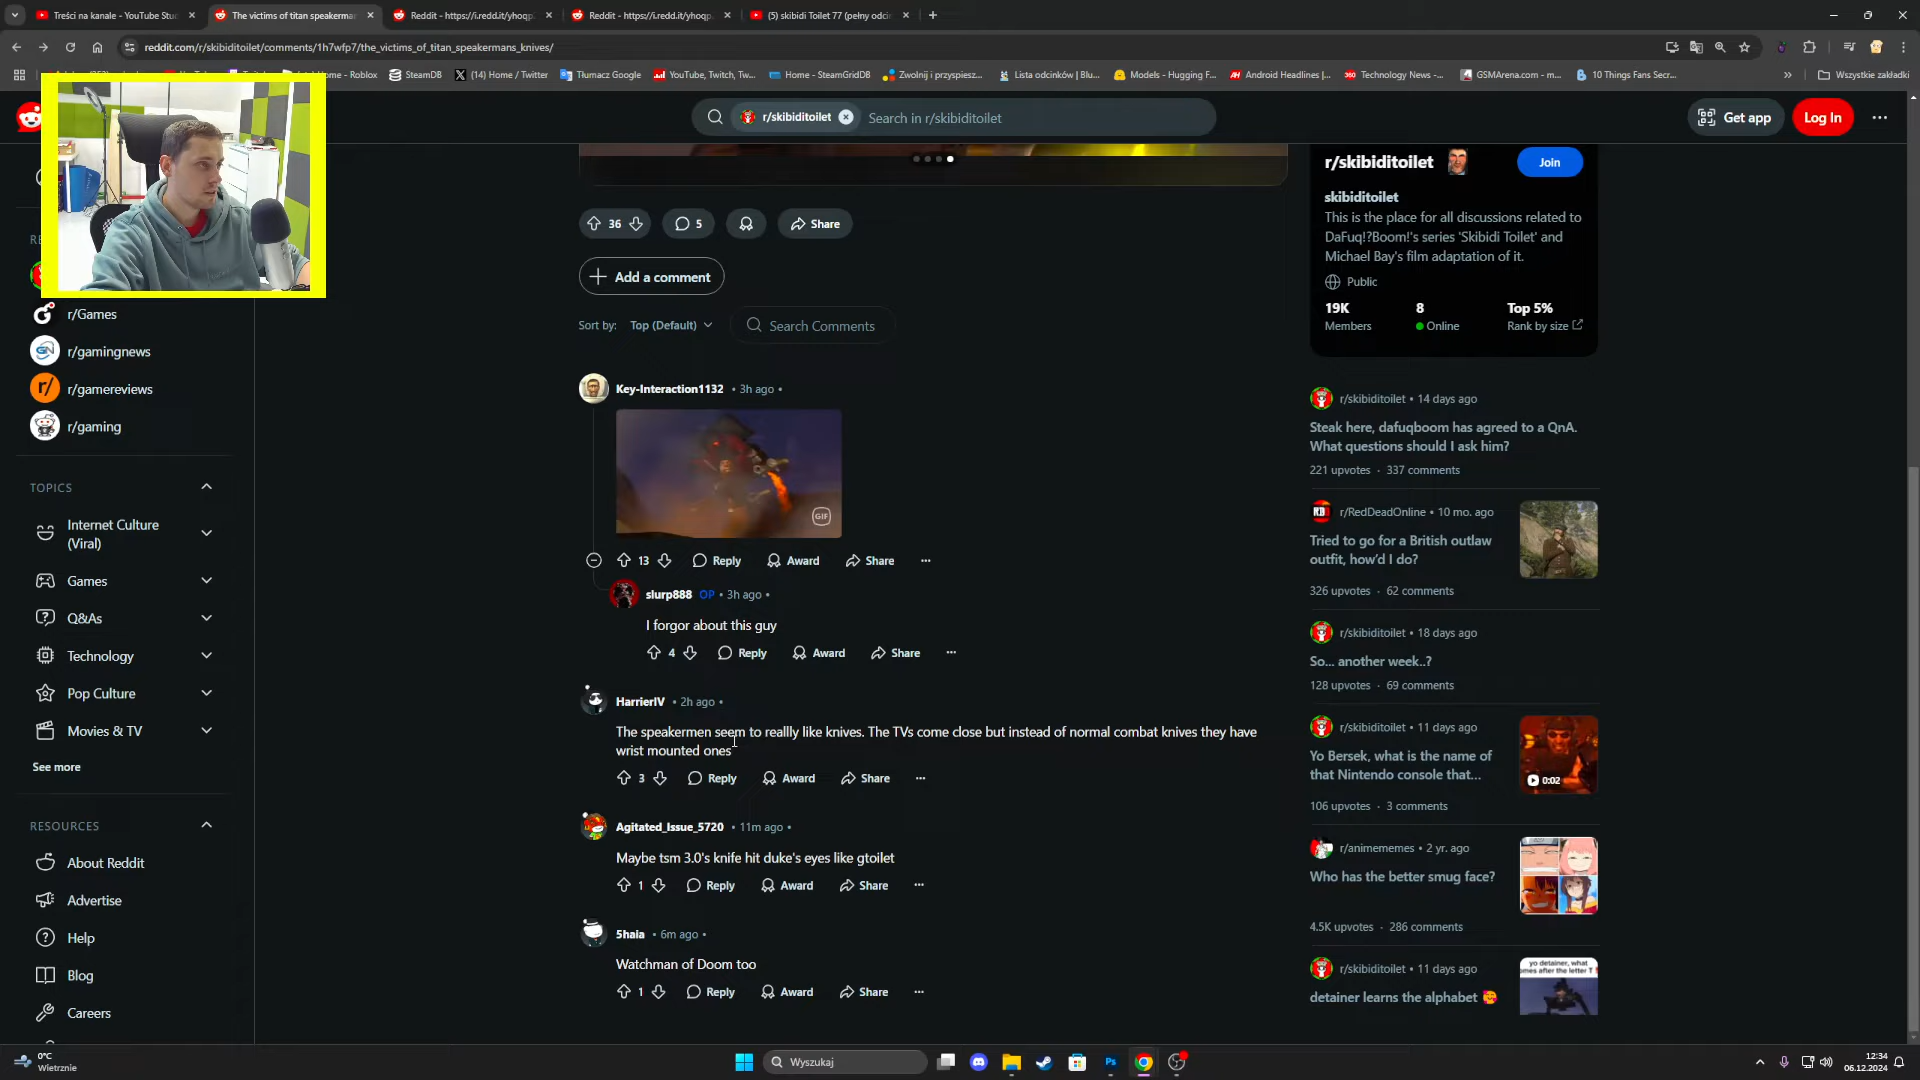 Treści na kanale - YouTube Stu
The victims of titan speakerman
Reddit - https://i.redd.it/yhoqp
Reddit - https://i.redd.it/yhoqp
(5) skibidi Toilet 77 (pełny odci
reddit.com/r/skibiditoilet/comments/1h7wfp7/the_victims_of_titan_speakermans_knives/
Home - Roblox
SteamDB
(14) Home / Twitter
Tłumacz Google
YouTube, Twitch, Tw...
Home - SteamGridDB
Zwolnij i przyspiesz...
Lista odcinków | Blu...
Models - Hugging F...
Android Headlines |...
Technology News -...
GSMArena.com - m...
10 Things Fans Secr...
Wszystkie zakładki
r/skibiditoilet
Search in r/skibiditoilet
Get app
Log In
r/Games
r/gamingnews
r/gamereviews
r/gaming
TOPICS
Internet Culture
(Viral)
Games
Q&As
Technology
Pop Culture
Movies & TV
See more
RESOURCES
About Reddit
Advertise
Help
Blog
Careers
36
5
Share
Add a comment
Sort by: Top (Default)
Search Comments
Key-Interaction1132 • 3h ago •
GIF
13 Reply Award Share
slurp888 OP • 3h ago •
I forgor about this guy
4 Reply Award Share
HarrierIV • 2h ago •
The speakermen seem to reallly like knives. The TVs come close but instead of normal combat knives they have
wrist mounted ones
3 Reply Award Share
Agitated_Issue_5720 • 11m ago •
Maybe tsm 3.0's knife hit duke's eyes like gtoilet
1 Reply Award Share
5haia • 6m ago •
Watchman of Doom too
1 Reply Award Share
r/skibiditoilet
Join
skibiditoilet
This is the place for all discussions related to
DaFuq!?Boom!'s series 'Skibidi Toilet' and
Michael Bay's film adaptation of it.
Public
19K 8 Top 5%
Members Online Rank by size
r/skibiditoilet • 14 days ago
Steak here, dafuqboom has agreed to a QnA.
What questions should I ask him?
221 upvotes · 337 comments
r/RedDeadOnline • 10 mo. ago
Tried to go for a British outlaw
outfit, how'd I do?
326 upvotes · 62 comments
r/skibiditoilet • 18 days ago
So... another week..?
128 upvotes · 69 comments
r/skibiditoilet • 11 days ago
Yo Bersek, what is the name of
that Nintendo console that...
0:02
106 upvotes · 3 comments
r/animememes • 2 yr. ago
Who has the better smug face?
4.5K upvotes · 286 comments
r/skibiditoilet • 11 days ago
detainer learns the alphabet 🥰
yo detainer, what
omes after the letter T
0°C
Wietrznie
Wyszukaj
12:34
06.12.2024